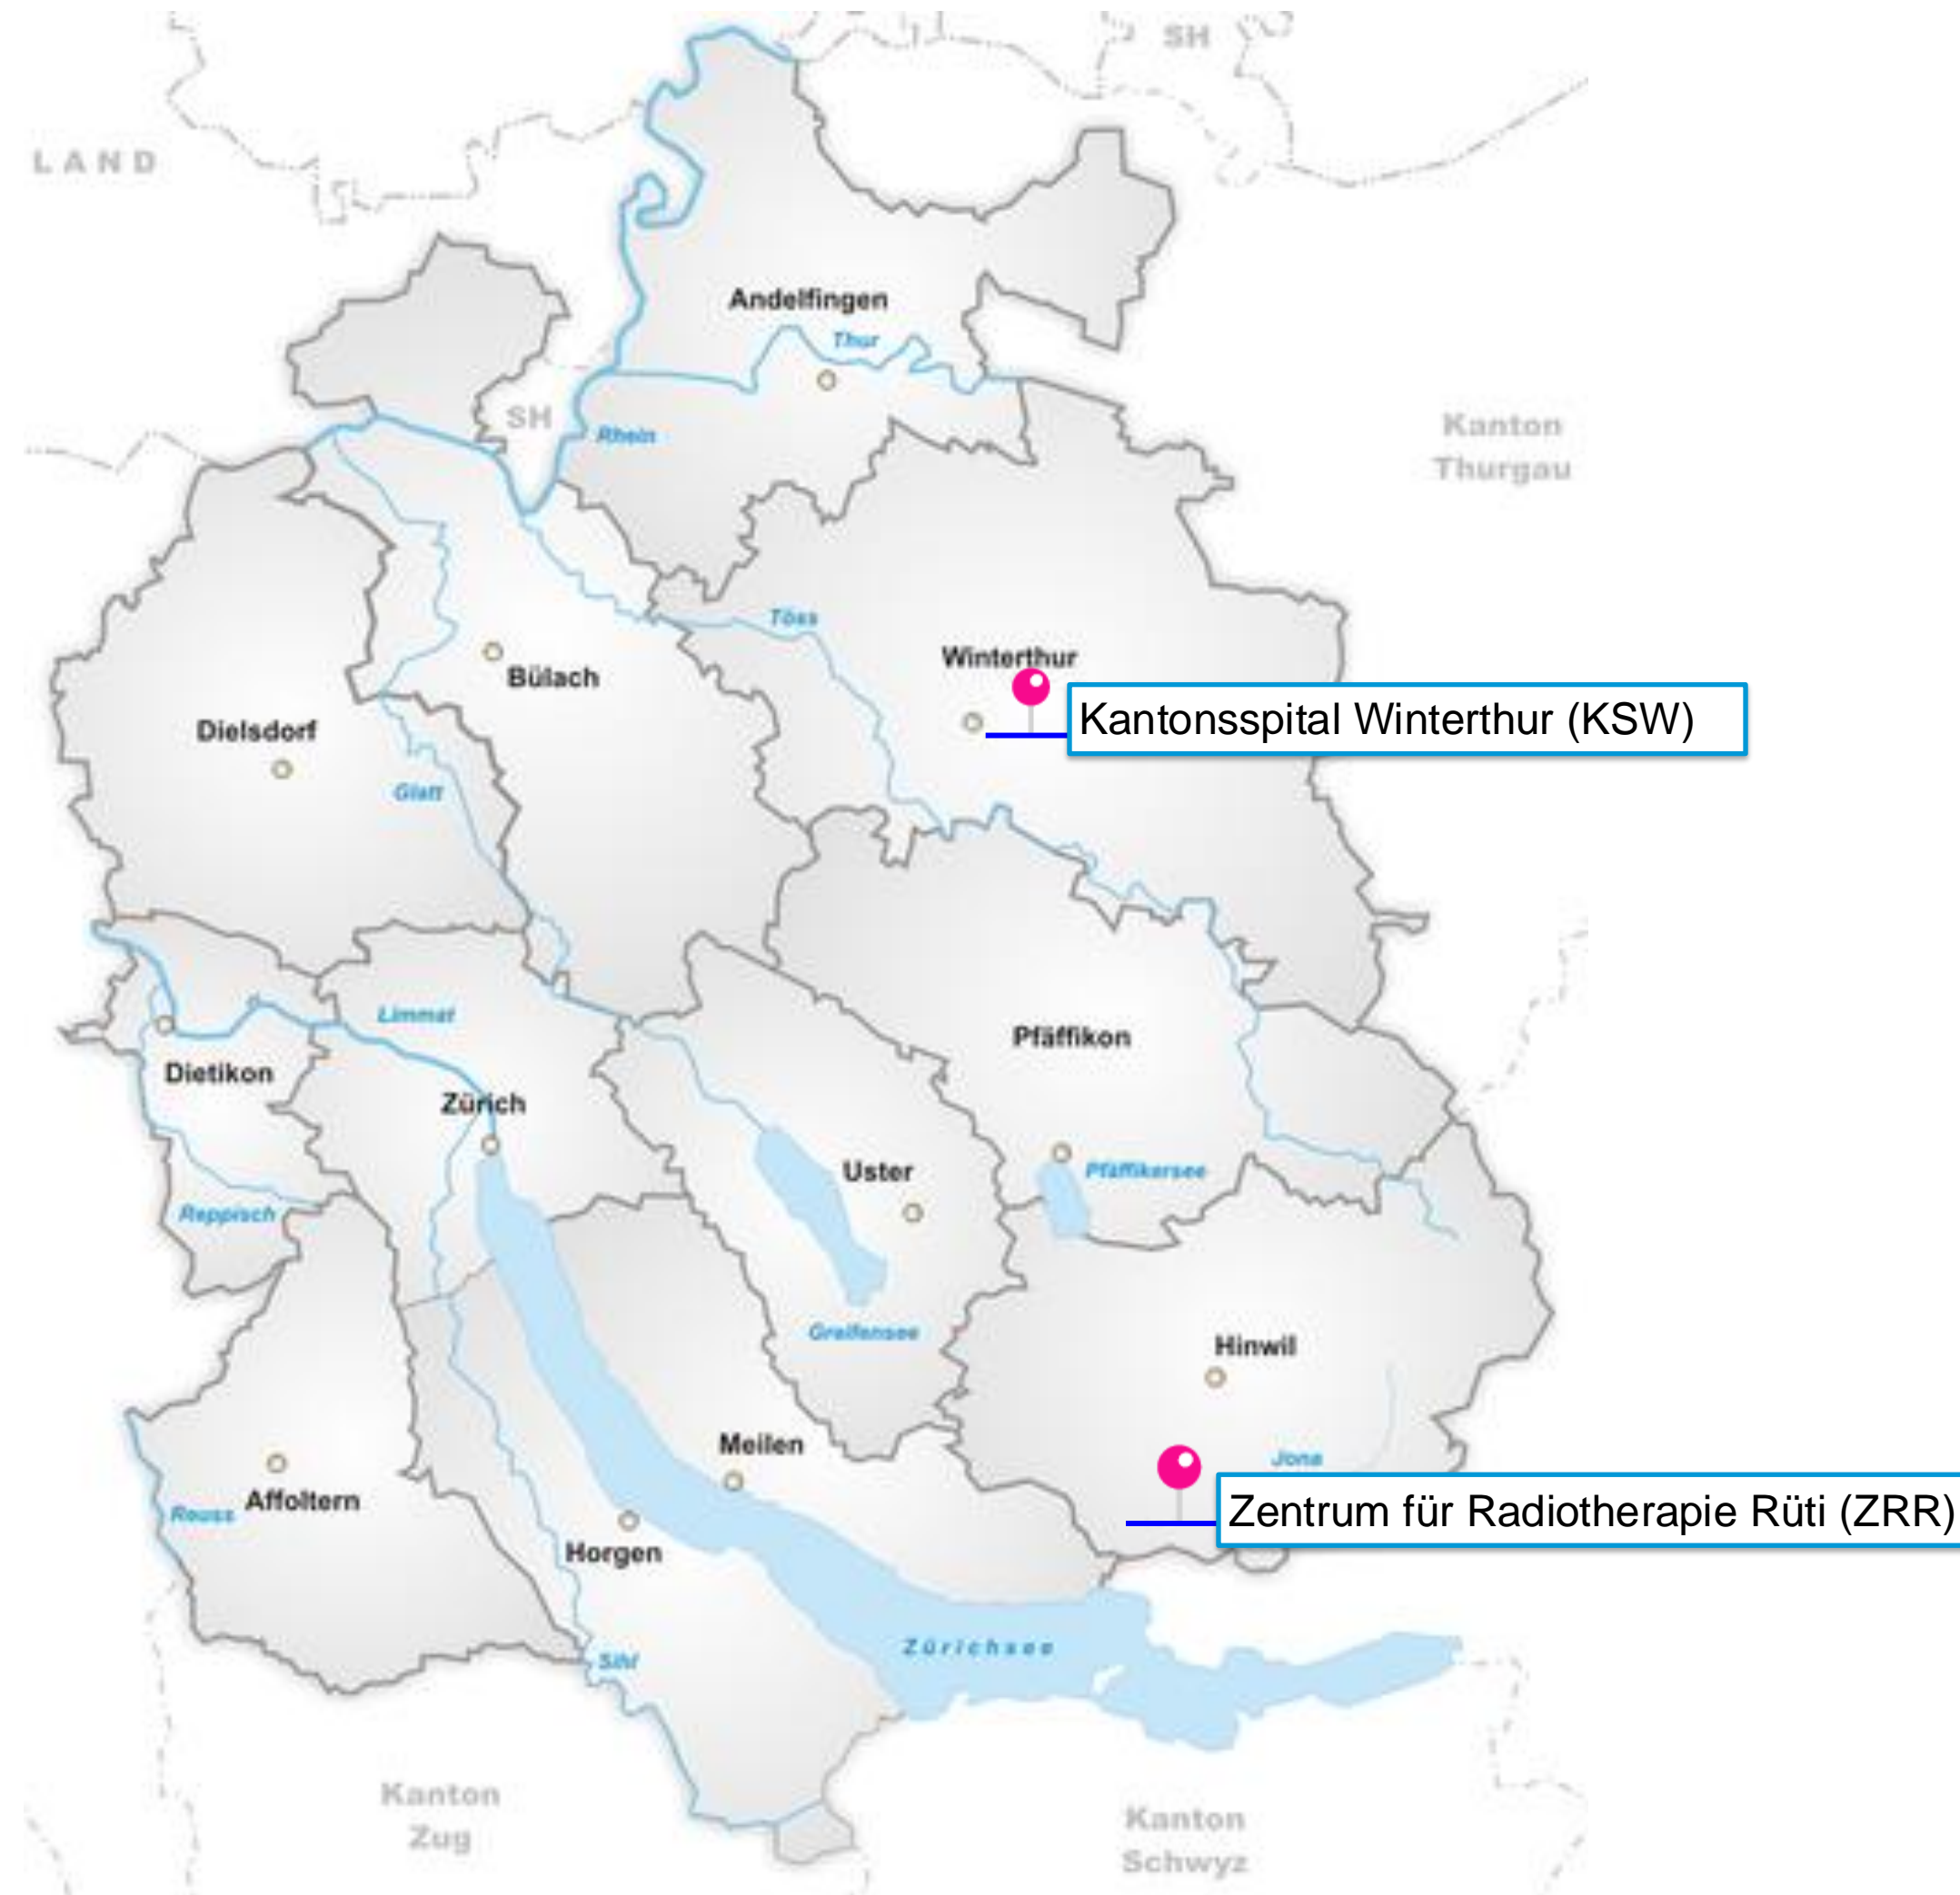 SH
LAND
Andelfingen
Thur
SH
Rhein
Kanton
Thurgau
Töss
Winterthur
Bülach
Kantonsspital Winterthur (KSW)
Dielsdorf
Glatt
Limmat
Pfäffikon
Dietikon
Zürich
Uster
Pfäffikersee
Reppisch
Greifensee
Hinwil
Meilen
Jona
Affoltern
Reuss
Zentrum für Radiotherapie Rüti (ZRR)
Horgen
Zürichsee
Sihl
Kanton
Zug
Kanton
Schwyz